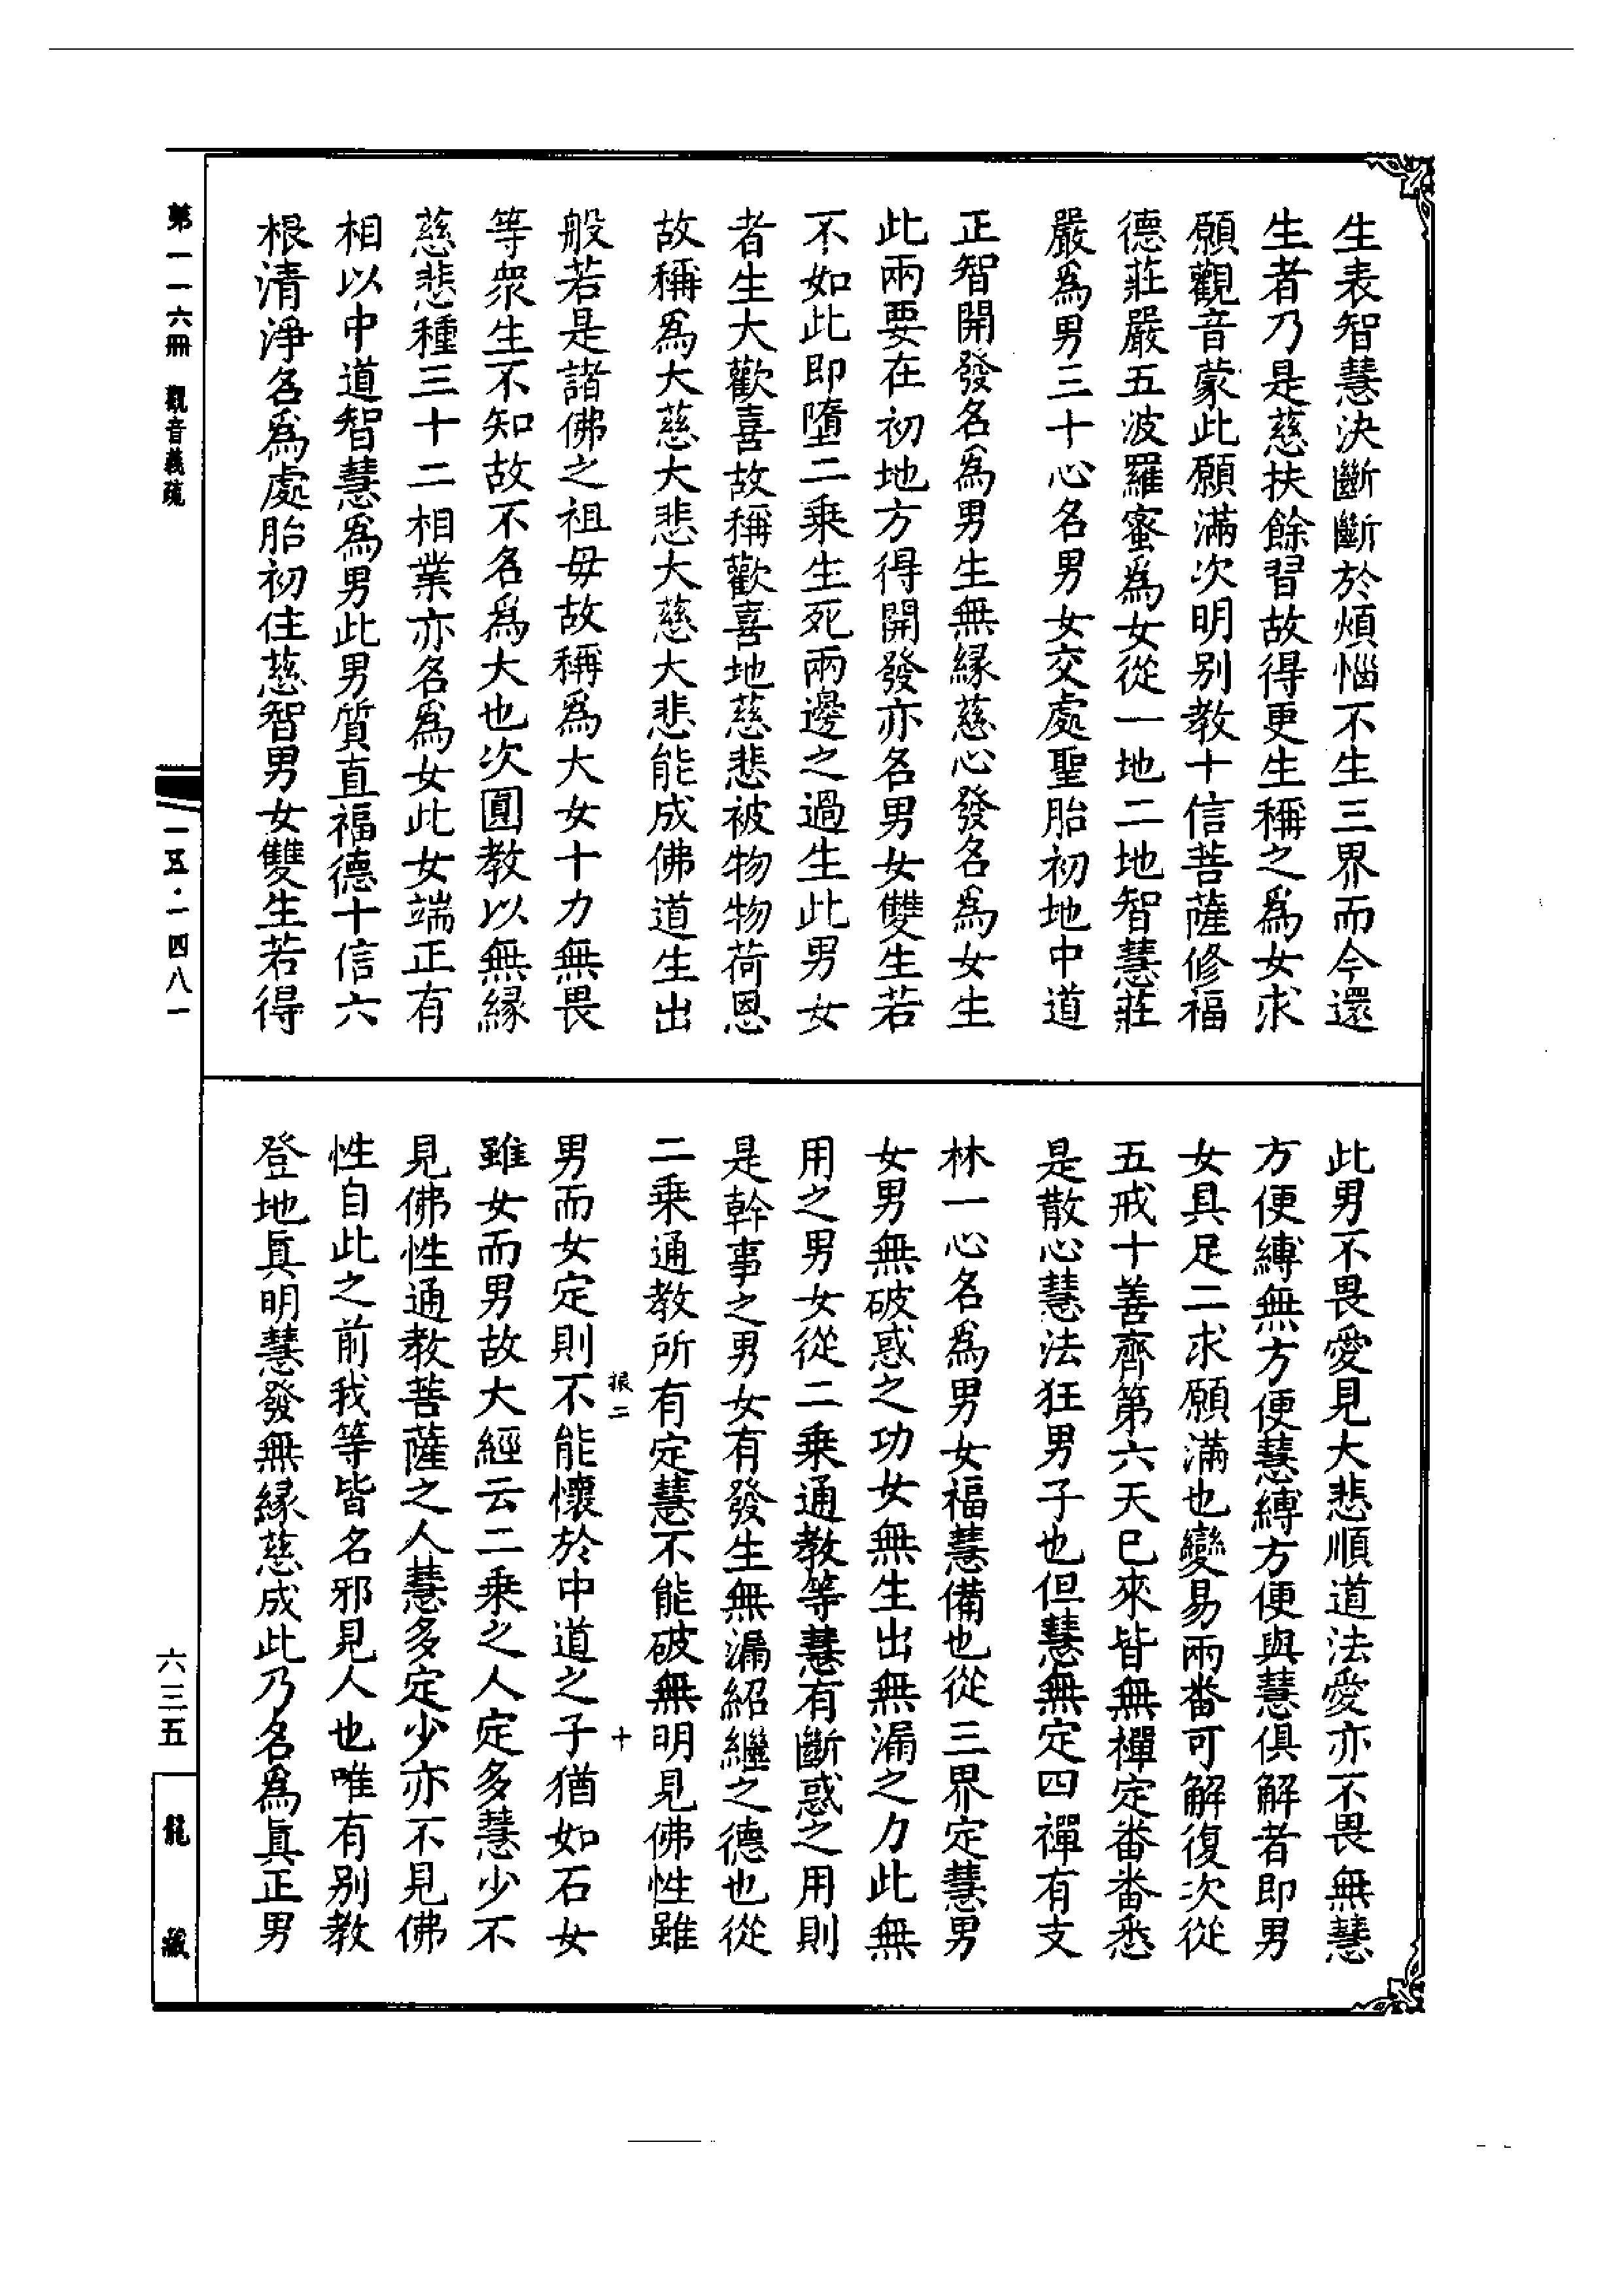 生表智慧決斷斷於煩惱不生三界而今還
生者乃是慈扶餘習故得更生稱之爲女求
願觀音蒙此願滿次明別教十信菩薩修福
德莊嚴五波羅蜜爲女從一地二地智慧莊
嚴爲男三十心名男女交處聖胎初地中道
正智開發名爲男生無緣慈心發名爲女生
此兩要在初地方得開發亦名男女雙生若
不如此即墮二乘生死兩邊之過生此男女
者生大歡喜故稱歡喜地慈悲被物物荷恩
故稱爲大慈大悲大慈大悲能成佛道生出
般若是諸佛之祖母故稱爲大女十力無畏
等衆生不知故不名爲大也次圓教以無緣
慈悲種三十二相業亦名爲女此女端正有
相以中道智慧爲男此男質直福德十信六
根清淨名爲處胎初住慈智男女雙生若得
此男不畏愛見大悲順道法愛亦不畏無慧
方便縛無方便慧縛方便與慧俱解者即男
女具足二求願滿也變易兩番可解復次從
五戒十善齊第六天已來皆無禪定番番悉
是散心慧法狂男子也但慧無定四禪有支
林一心名爲男女福慧備也從三界定慧男
女男無破惑之功女無生出無漏之力此無
用之男女從二乘通教等慧有斷惑之用則
是幹事之男女有發生無漏紹繼之德也從
二乘通教所有定慧不能破無明見佛性雖
男而女定則不能懷於中道之子猶如石女
雖女而男故大經云二乘之人定多慧少不
見佛性通教菩薩之人慧多定少亦不見佛
性自此之前我等皆名邪見人也唯有別教
登地眞明慧發無緣慈成此乃名爲眞正男
二
十
第一一六冊 觀音義疏
一五·一四八一
六三五
龍藏